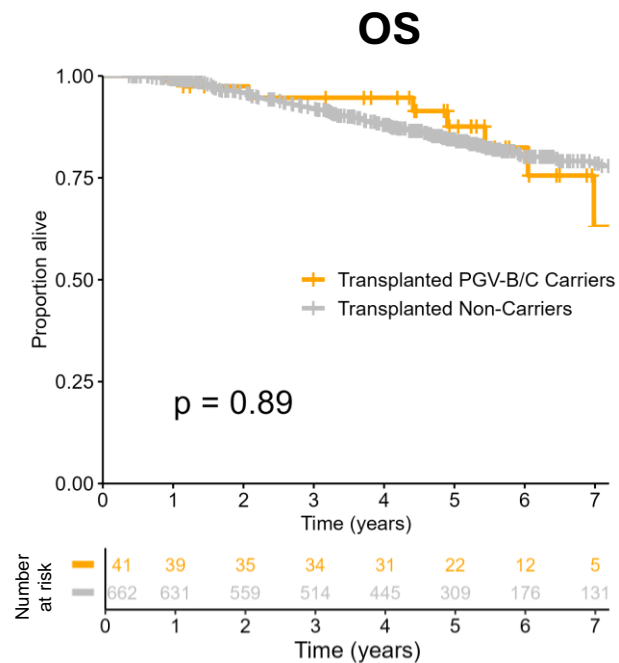 OS
1.00
0.75
0.50
0.25
0.00
Proportion alive
Transplanted PGV-B/C Carriers
Transplanted Non-Carriers
p = 0.89
0 1 2 3 4 5 6 7
Time (years)
Number
at risk
41 39 35 34 31 22 12 5
662 631 559 514 445 309 176 131
0 1 2 3 4 5 6 7
Time (years)